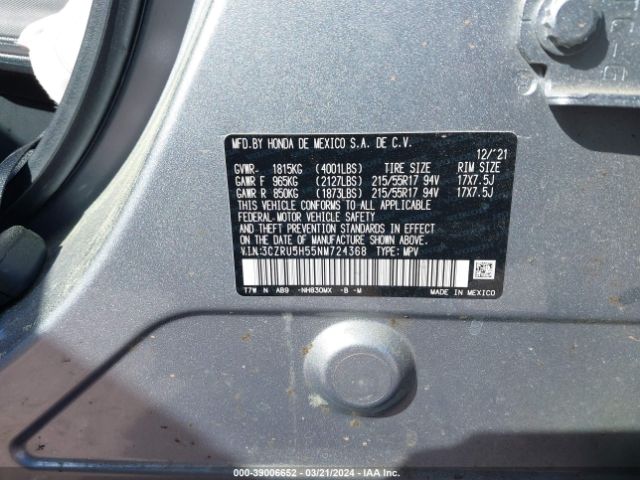 MFD.BY HONDA DE MEXICO S.A. DE C.V.
12/'21
GVWR- 1815KG (4001LBS) TIRE SIZE RIM SIZE
GAWR F 965KG (2127LBS) 215/55R17 94V 17X7.5J
GAWR R 850KG (1873LBS) 215/55R17 94V 17X7.5J
THIS VEHICLE CONFORMS TO ALL APPLICABLE
FEDERAL MOTOR VEHICLE SAFETY
AND THEFT PREVENTION STANDARDS IN EFFECT
ON THE DATE OF MANUFACTURE SHOWN ABOVE.
V.I.N:3CZRU5H55NM724368 TYPE: MPV
T7W N AB9 -NH830MX -B -M MADE IN MEXICO
000-39006652 - 03/21/2024 - IAA Inc.